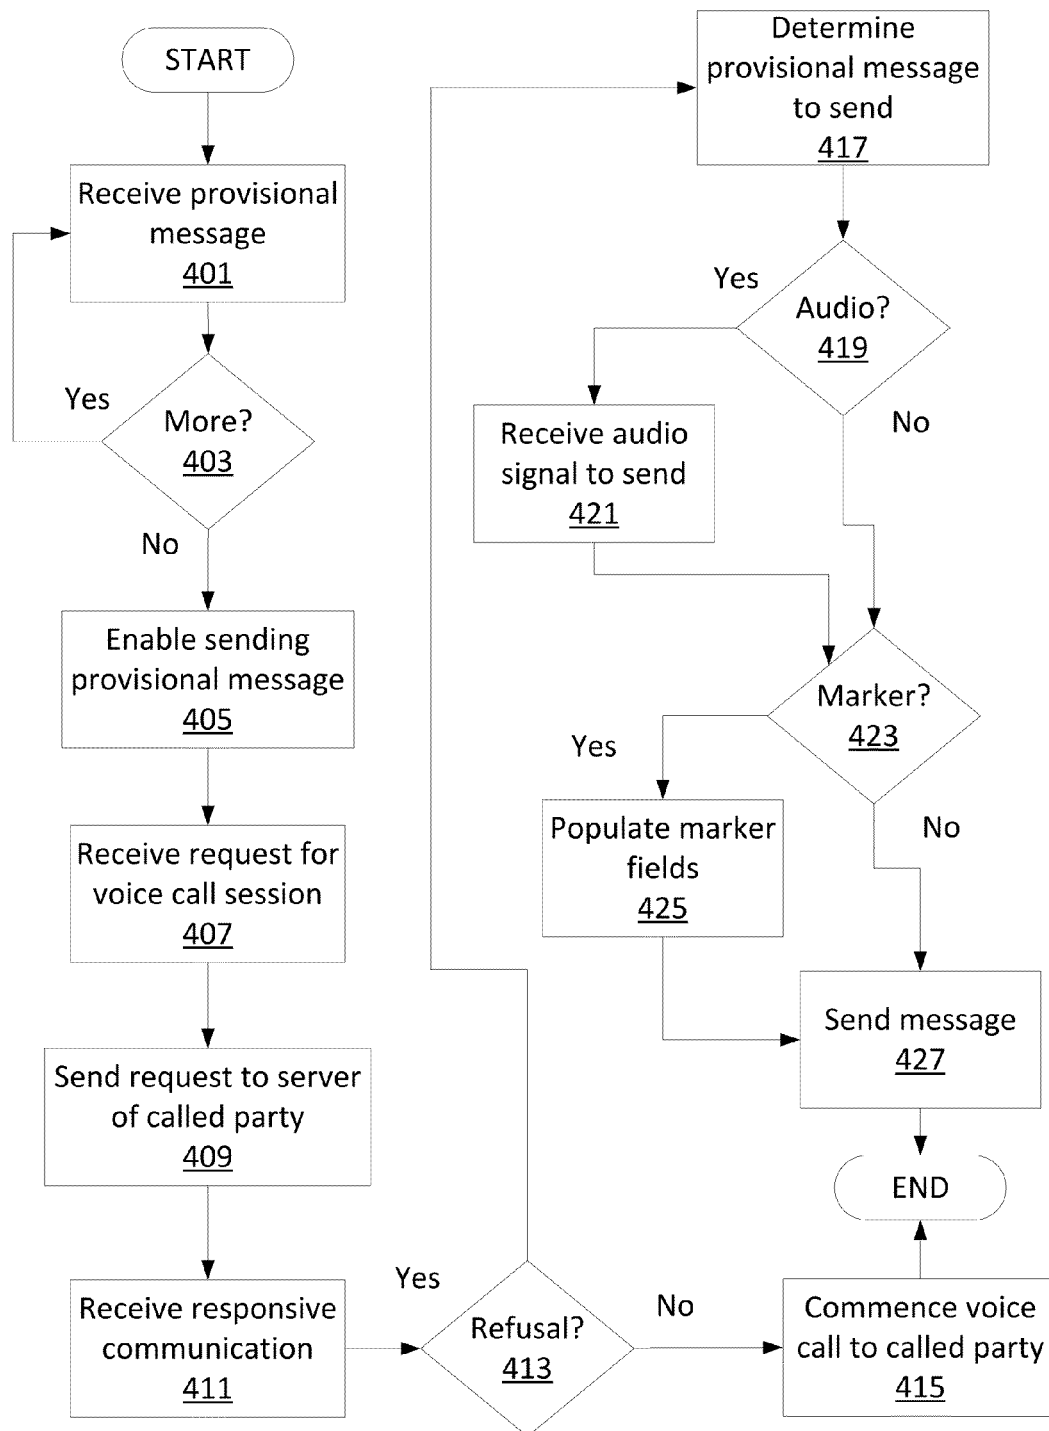 START
Receive provisional
message
401
Yes
More?
403
No
Enable sending
provisional message
405
Receive request for
voice call session
407
Send request to server
of called party
409
Receive responsive
communication
411
Yes
Refusal?
413
No
Commence voice
call to called party
415
Determine
provisional message
to send
417
Yes
Audio?
419
No
Receive audio
signal to send
421
Marker?
423
Yes
No
Populate marker
fields
425
Send message
427
END